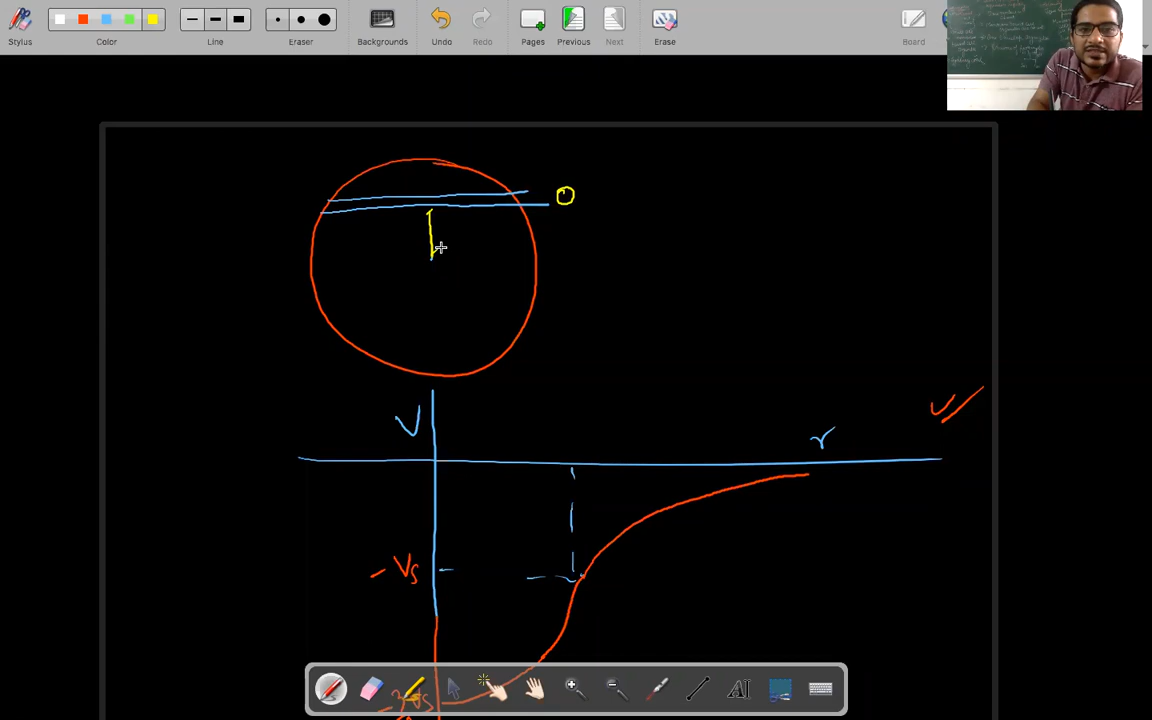 Stylus
Color
Line
Eraser
Backgrounds
Undo
Redo
Pages
Previous
Next
Erase
Board
V
r
- Vs